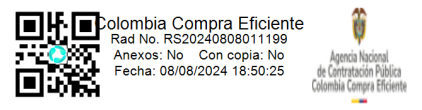 Colombia Compra Eficiente
Rad No. RS20240808011199
Anexos: No Con copia: No
Fecha: 08/08/2024 18:50:25
Agencia Nacional
de Contratación Pública
Colombia Compra Eficiente